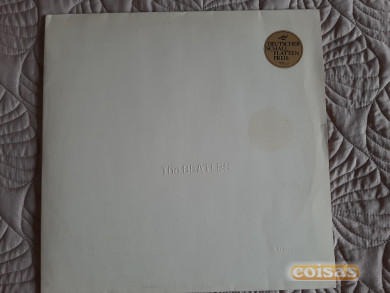 DEUTSCHER
SCHALL
PLATTEN
PREIS
The BEATLES
coisas